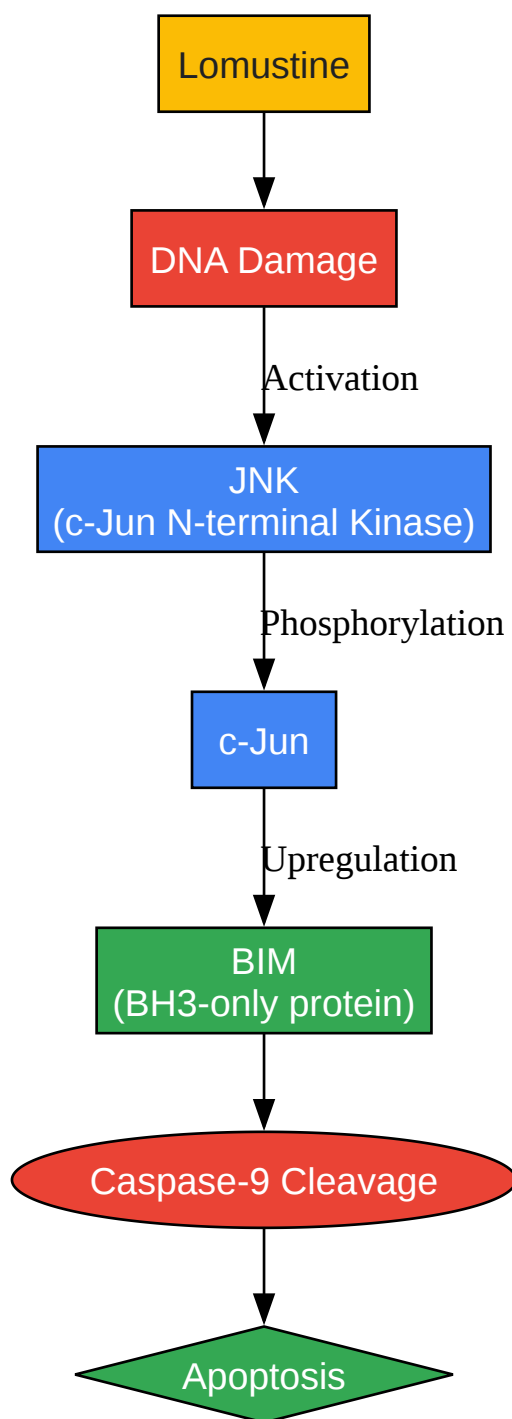 Lomustine
DNA Damage
Activation
JNK
(c-Jun N-terminal Kinase)
Phosphorylation
c-Jun
Upregulation
BIM
(BH3-only protein)
Caspase-9 Cleavage
Apoptosis